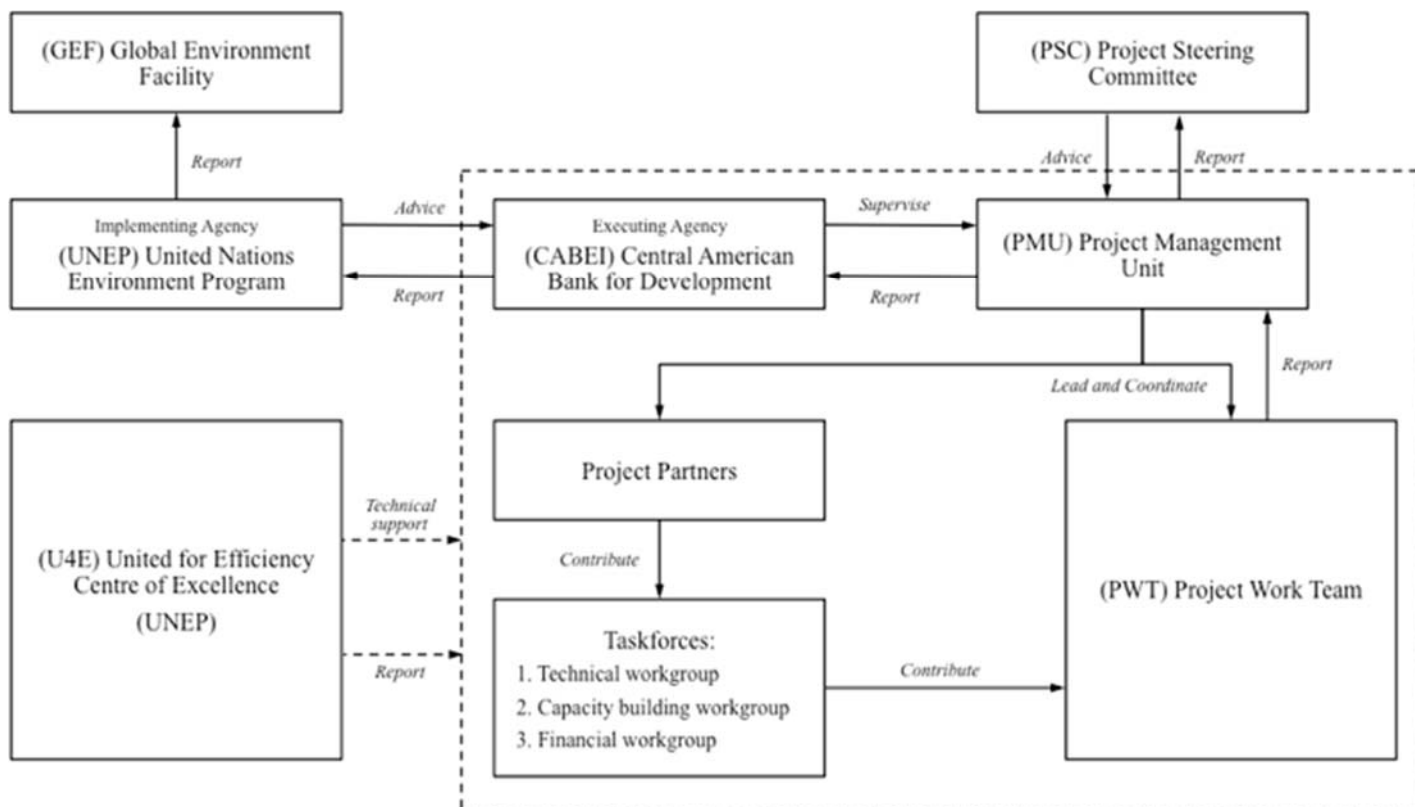 (GEF) Global Environment
Facility
(PSC) Project Steering
Committee
Report
Advice
Report
Implementing Agency
(UNEP) United Nations
Environment Program
Advice
Report
Executing Agency
(CABEI) Central American
Bank for Development
Supervise
Report
(PMU) Project Management
Unit
Lead and Coordinate
Report
(U4E) United for Efficiency
Centre of Excellence
(UNEP)
Technical
support
Report
Project Partners
Contribute
Taskforces:
1. Technical workgroup
2. Capacity building workgroup
3. Financial workgroup
Contribute
(PWT) Project Work Team